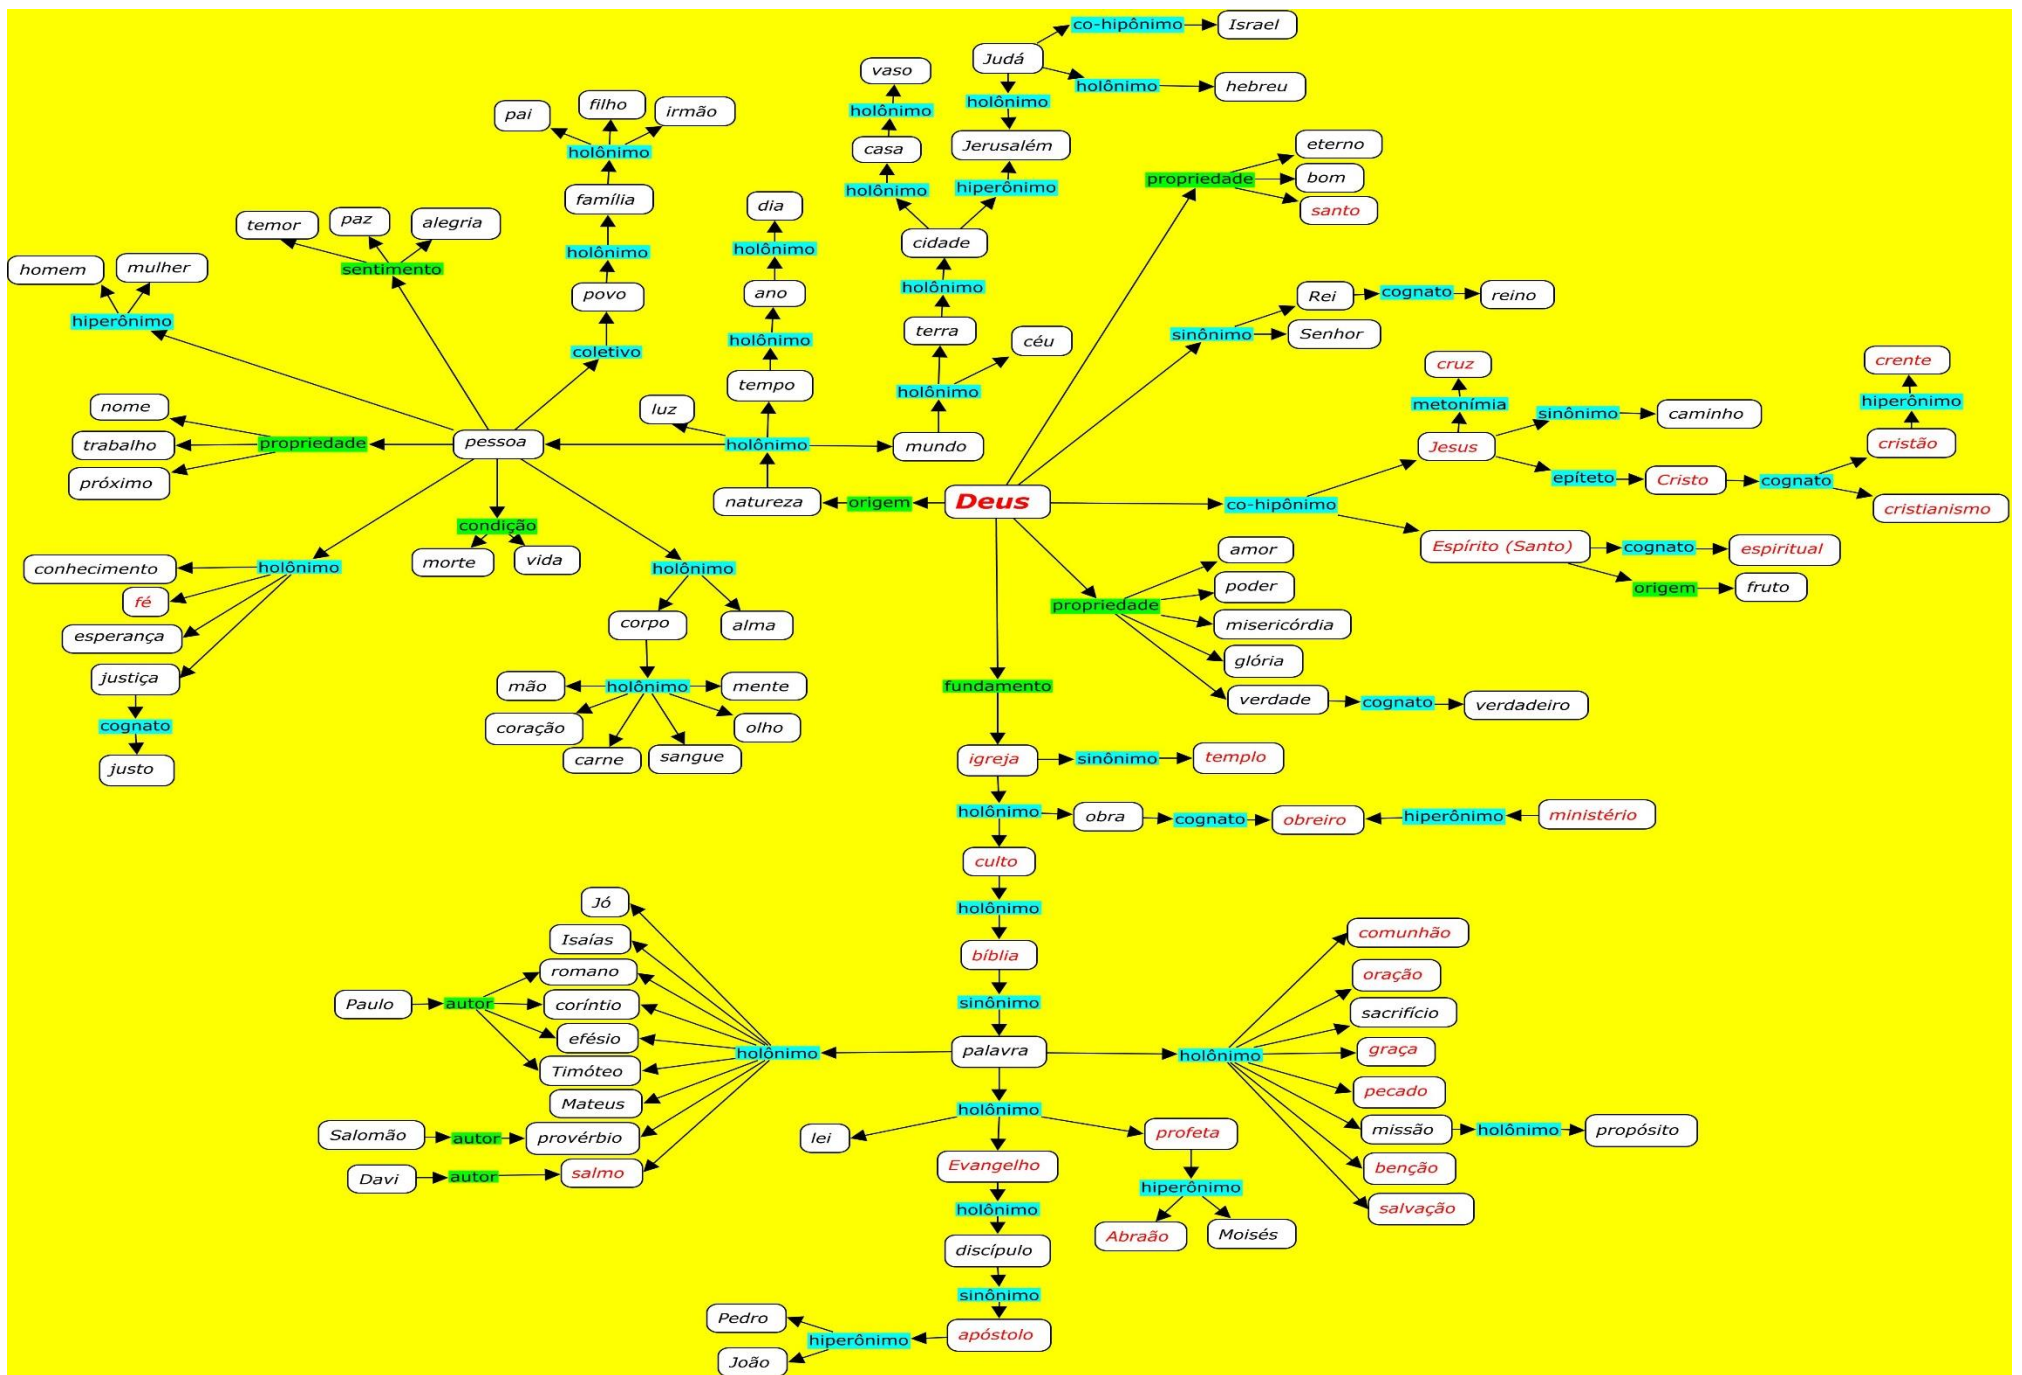 co-hipônimo
Israel
Judá
vaso
holônimo
hebreu
holônimo
filho
pai
irmão
holônimo
eterno
Jerusalém
casa
holônimo
propriedade
bom
holônimo
hiperônimo
família
dia
santo
temor
paz
alegria
cidade
holônimo
holônimo
sentimento
homem
mulher
povo
ano
holônimo
Rei
cognato
reino
hiperônimo
terra
sinônimo
Senhor
céu
holônimo
coletivo
crente
cruz
tempo
holônimo
hiperônimo
metonímia
nome
luz
sinônimo
caminho
trabalho
propriedade
pessoa
holônimo
mundo
Jesus
cristão
próximo
epíteto
Cristo
cognato
natureza
origem
Deus
co-hipônimo
cristianismo
condição
morte
vida
amor
Espírito (Santo)
cognato
espiritual
conhecimento
holônimo
holônimo
poder
origem
fruto
fé
propriedade
corpo
alma
misericórdia
esperança
glória
justiça
mão
holônimo
mente
fundamento
verdade
cognato
verdadeiro
cognato
coração
olho
carne
sangue
igreja
sinônimo
templo
justo
holônimo
obra
cognato
obreiro
hiperônimo
ministério
culto
Jó
holônimo
Isaías
comunhão
bíblia
romano
oração
Paulo
autor
coríntio
sinônimo
sacrifício
efésio
holônimo
palavra
holônimo
graça
Timóteo
pecado
Mateus
holônimo
Salomão
autor
provérbio
lei
profeta
missão
holônimo
propósito
Davi
autor
salmo
Evangelho
benção
hiperônimo
holônimo
salvação
Abraão
Moisés
discípulo
sinônimo
Pedro
hiperônimo
apóstolo
João